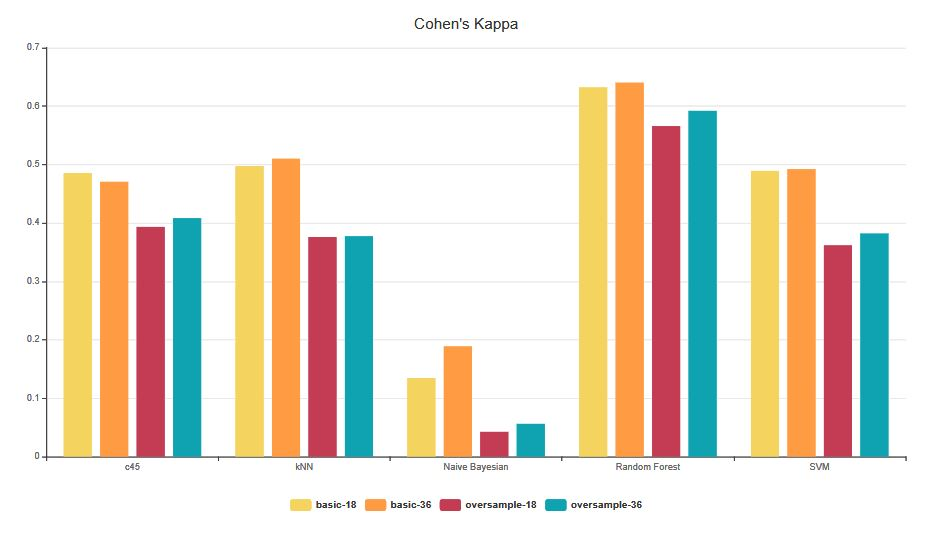 Cohen's Kappa
0.7
0.6
0.5
0.4
0.3
0.2
0.1
0
c45 kNN Naive Bayesian Random Forest SVM
basic-18 basic-36 oversample-18 oversample-36